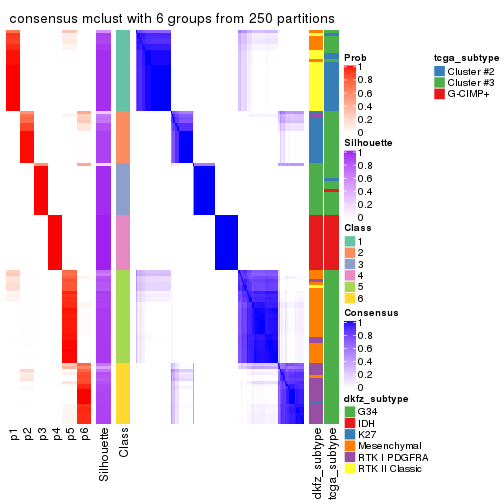 consensus mclust with 6 groups from 250 partitions
Prob
1
0.8
0.6
0.4
0.2
0
Silhouette
1
0.8
0.6
0.4
0.2
0
Class
1
2
3
4
5
6
Consensus
1
0.8
0.6
0.4
0.2
0
dkfz_subtype
G34
IDH
K27
Mesenchymal
RTK I PDGFRA
RTK II Classic
tcga_subtype
Cluster #2
Cluster #3
G-CIMP+
p1
p2
p3
p4
p5
p6
Silhouette
Class
dkfz_subtype
tcga_subtype